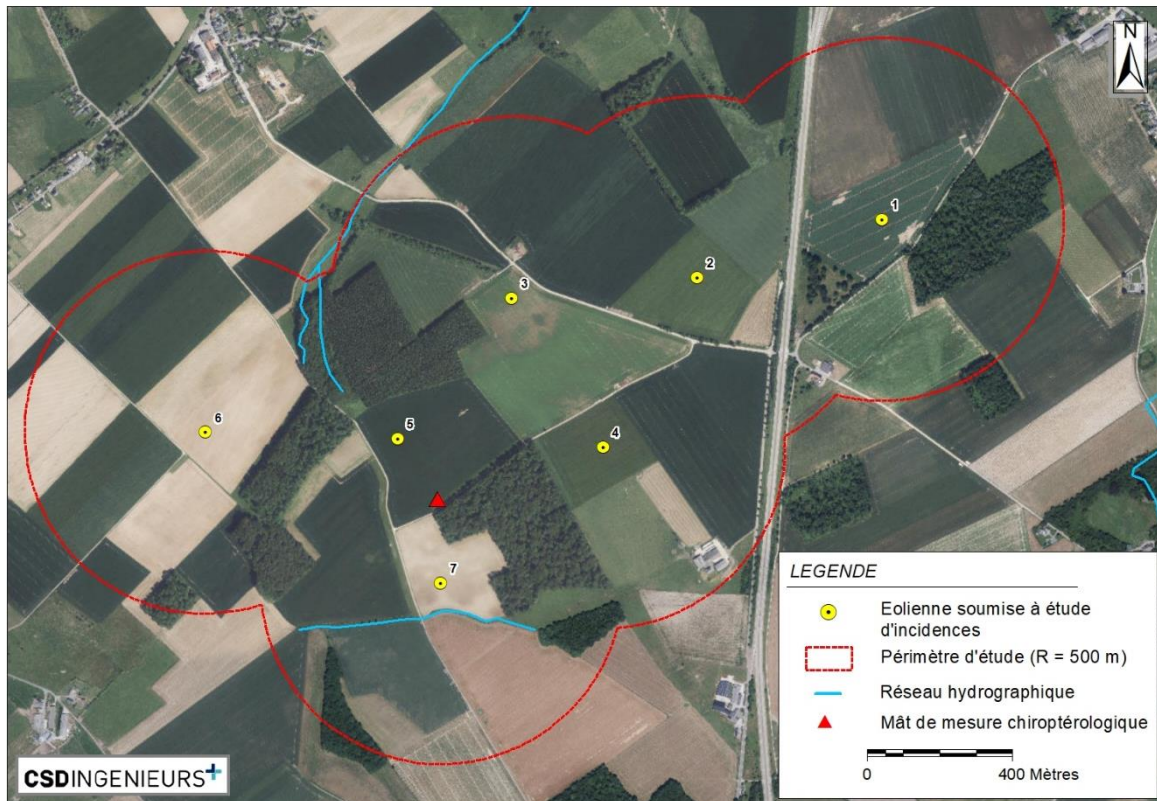 N
1
2
3
4
5
6
7
LEGENDE
Eolienne soumise à étude
d'incidences
Périmètre d'étude (R = 500 m)
Réseau hydrographique
Mât de mesure chiroptérologique
0 400 Mètres
CSDINGENIEURS+